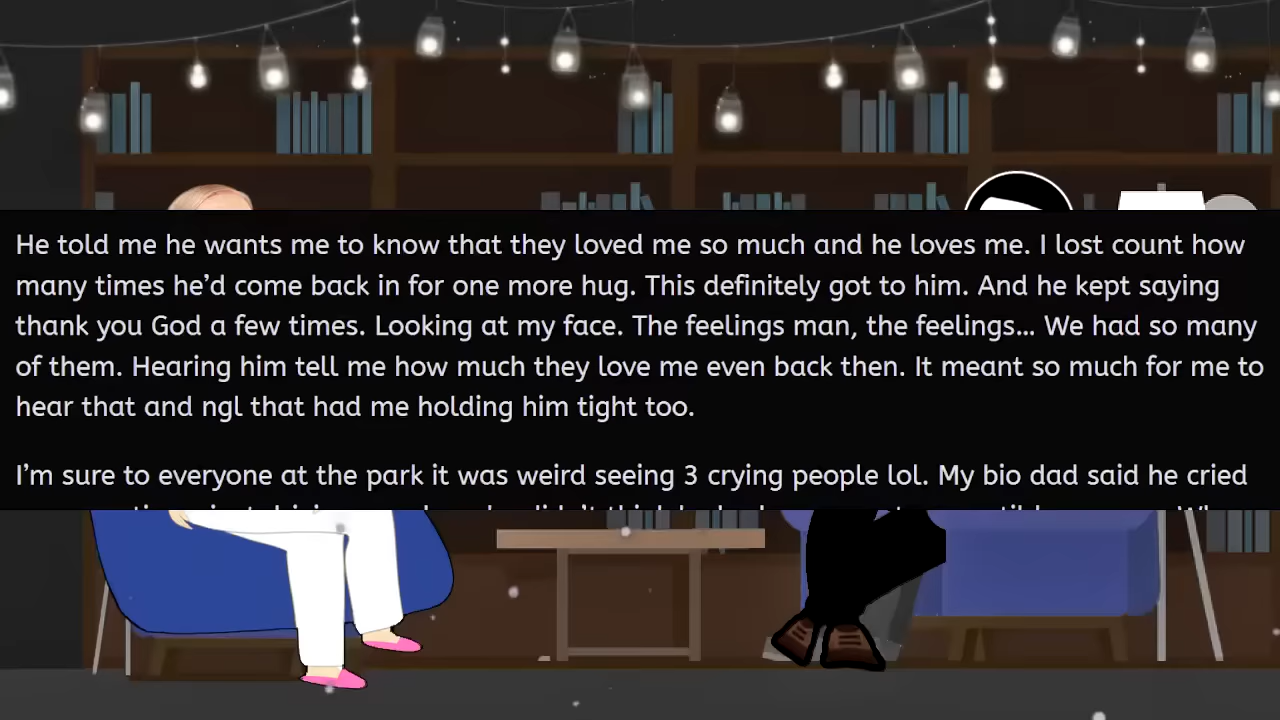 He told me he wants me to know that they loved me so much and he loves me. I lost count how
many times he’d come back in for one more hug. This definitely got to him. And he kept saying
thank you God a few times. Looking at my face. The feelings man, the feelings… We had so many
of them. Hearing him tell me how much they love me even back then. It meant so much for me to
hear that and ngl that had me holding him tight too.
I’m sure to everyone at the park it was weird seeing 3 crying people lol. My bio dad said he cried